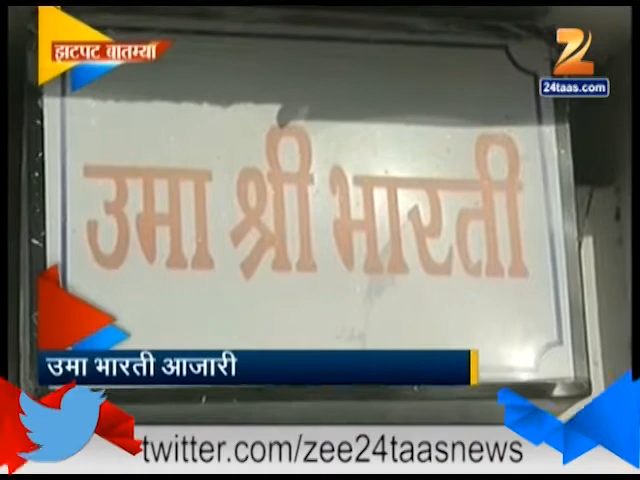 झटपट बातम्या
24taas.com
उमा श्री भारती
उमा भारती आजारी
twitter.com/zee24taasnews